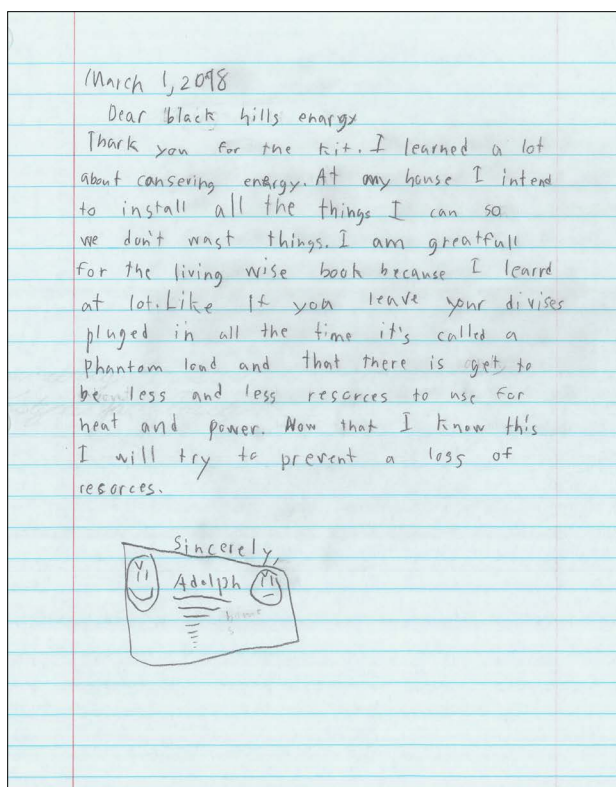 March 1, 2018
Dear black hills enargy
Thank you for the kit. I learned a lot
about cansering enargy. At my house I intend
to install all the things I can so
we don't wast things. I am greatfull
for the living wise book because I learnd
at lot. Like If you leave your divises
pluged in all the time it's called a
Phantom load and that there is get to
be less and less resorces to use for
heat and power. Now that I know this
I will try to prevent a loss of
resorces.
Sincerely,
Adolph